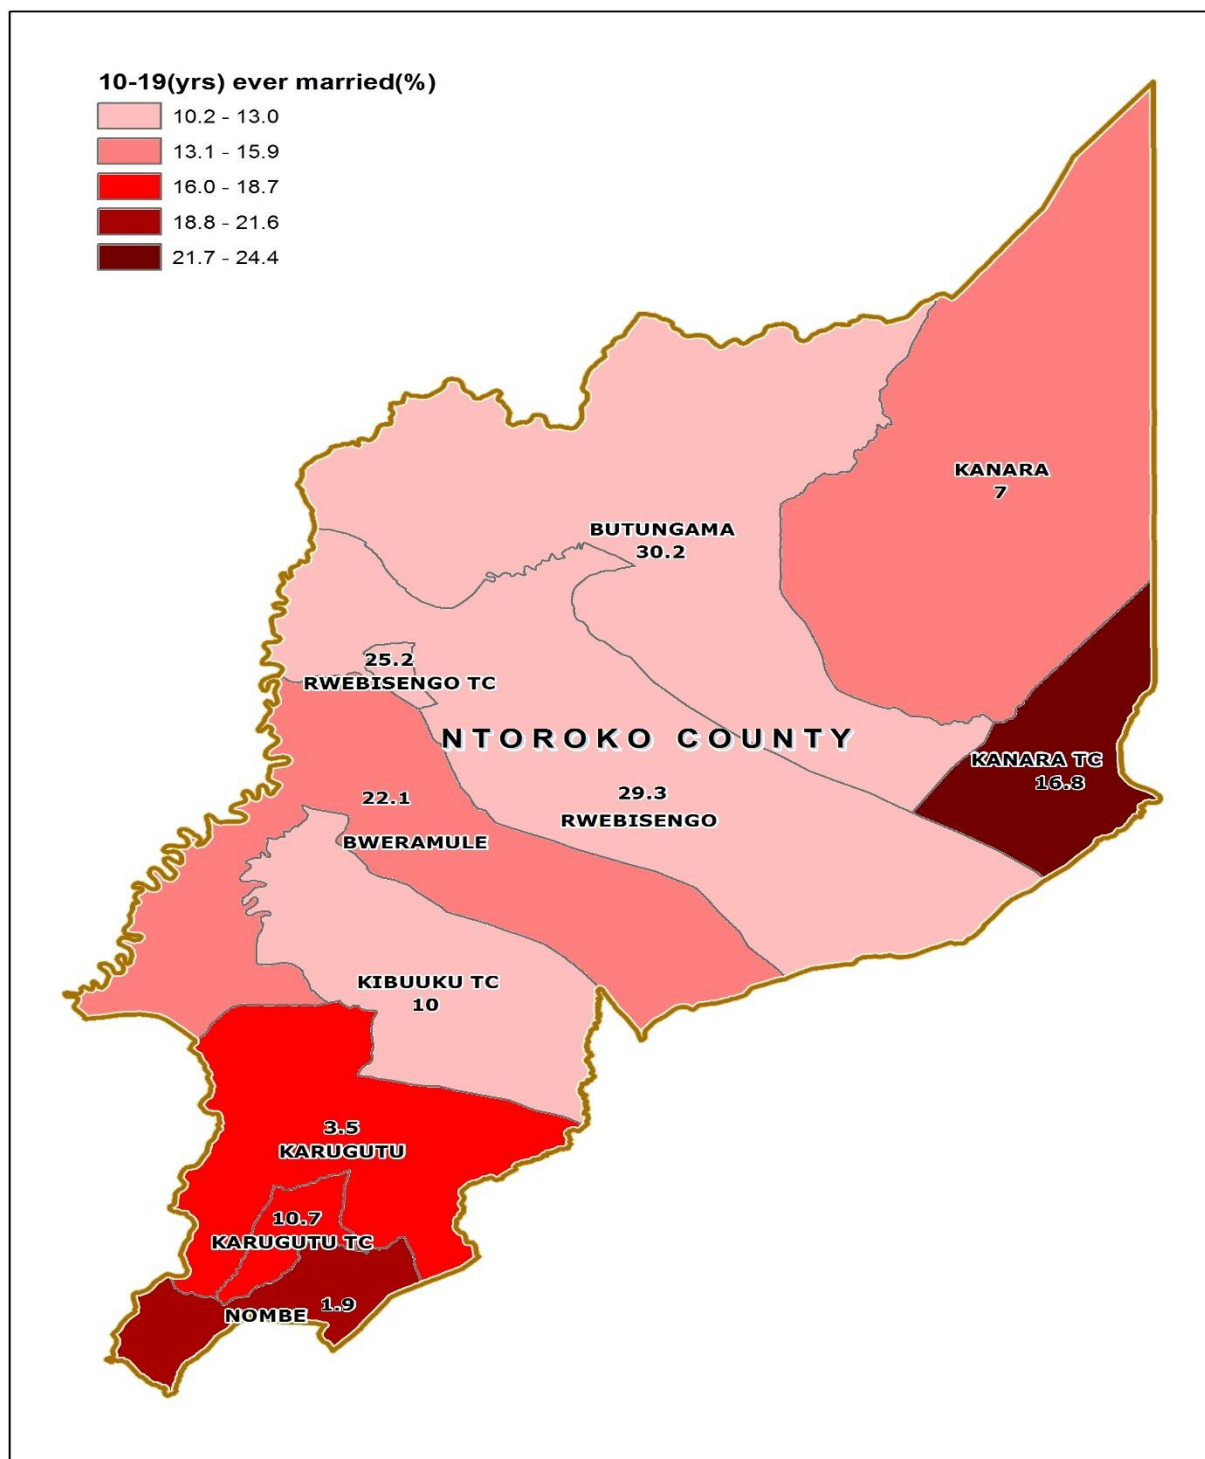 10-19(yrs) ever married(%)
10.2 - 13.0
13.1 - 15.9
16.0 - 18.7
18.8 - 21.6
21.7 - 24.4
KANARA
7
BUTUNGAMA
30.2
25.2
RWEBISENGO TC
NTOROKO COUNTY
KANARA TC
16.8
29.3
RWEBISENGO
22.1
BWERAMULE
KIBUUKU TC
10
3.5
KARUGUTU
10.7
KARUGUTU TC
NOMBE 1.9